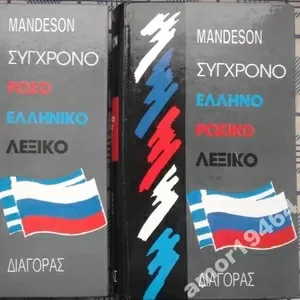 MANDESON
ΣΥΓΧΡΟΝΟ
ΡΩΣΟ
ΕΛΛΗΝΙΚΟ
ΛΕΞΙΚΟ
ΔΙΑΓΟΡΑΣ
MANDESON
ΣΥΓΧΡΟΝΟ
ΕΛΛΗΝΟ
ΡΩΣΙΚΟ
ΛΕΞΙΚΟ
ΔΙΑΓΟΡΑΣ